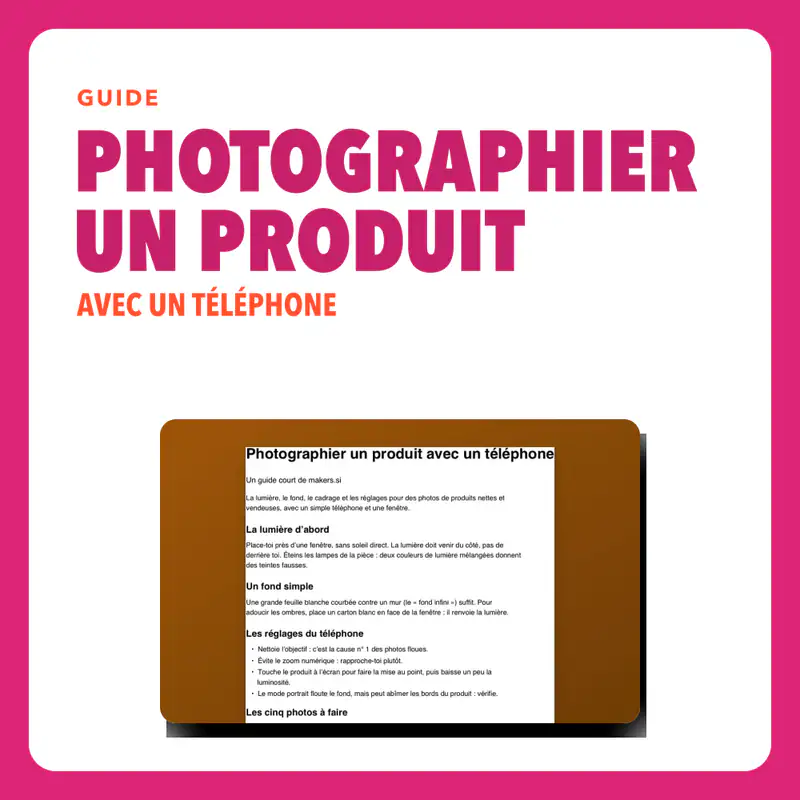 GUIDE
PHOTOGRAPHIER
UN PRODUIT
AVEC UN TÉLÉPHONE
Photographier un produit avec un téléphone
Un guide court de makers.si
La lumière, le fond, le cadrage et les réglages pour des photos de produits nettes et
vendeuses, avec un simple téléphone et une fenêtre.
La lumière d’abord
Place-toi près d’une fenêtre, sans soleil direct. La lumière doit venir du côté, pas de
derrière toi. Éteins les lampes de la pièce : deux couleurs de lumière mélangées donnent
des teintes fausses.
Un fond simple
Une grande feuille blanche courbée contre un mur (le « fond infini ») suffit. Pour
adoucir les ombres, place un carton blanc en face de la fenêtre : il renvoie la lumière.
Les réglages du téléphone
• Nettoie l’objectif : c’est la cause n° 1 des photos floues.
• Évite le zoom numérique : rapproche-toi plutôt.
• Touche le produit à l’écran pour faire la mise au point, puis baisse un peu la
luminosité.
• Le mode portrait floute le fond, mais peut abîmer les bords du produit : vérifie.
Les cinq photos à faire